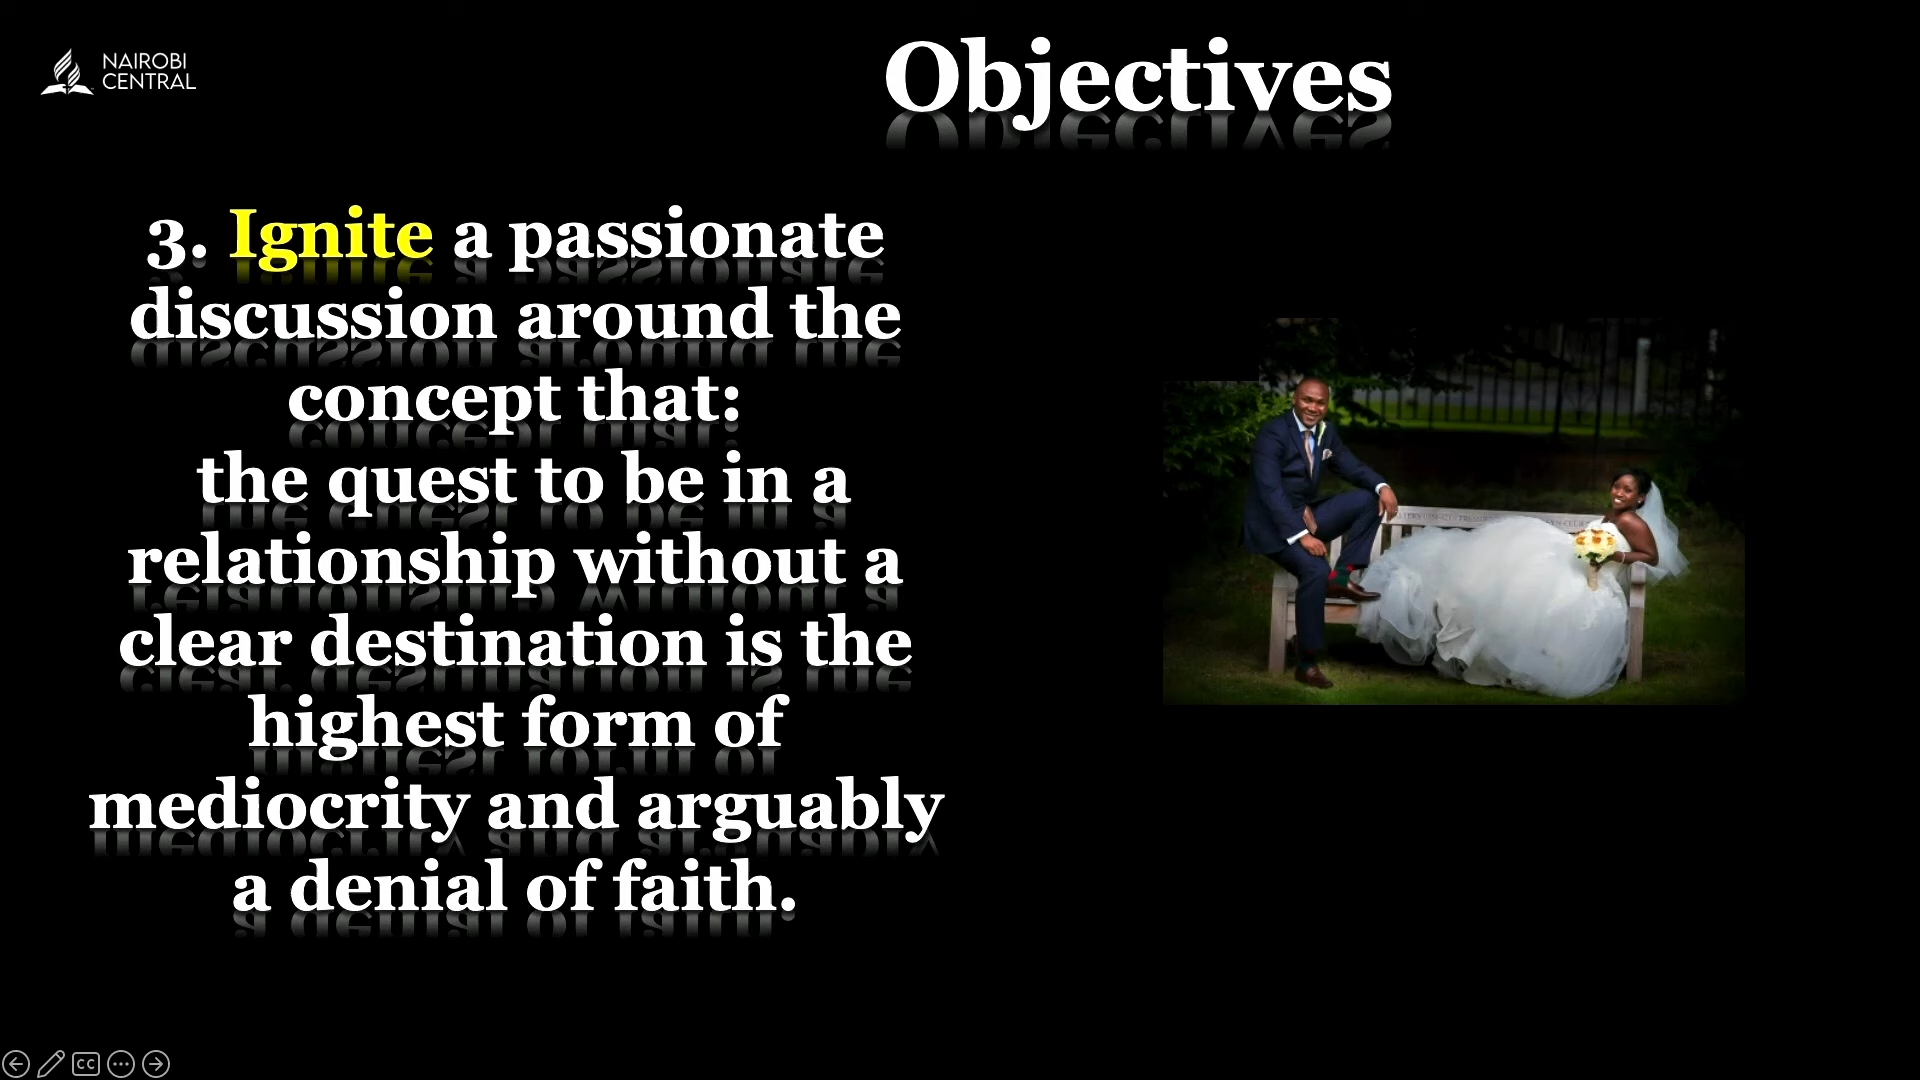 NAIROBI
CENTRAL
Objectives
3. Ignite a passionate
discussion around the
concept that:
the quest to be in a
relationship without a
clear destination is the
highest form of
mediocrity and arguably
a denial of faith.
CC